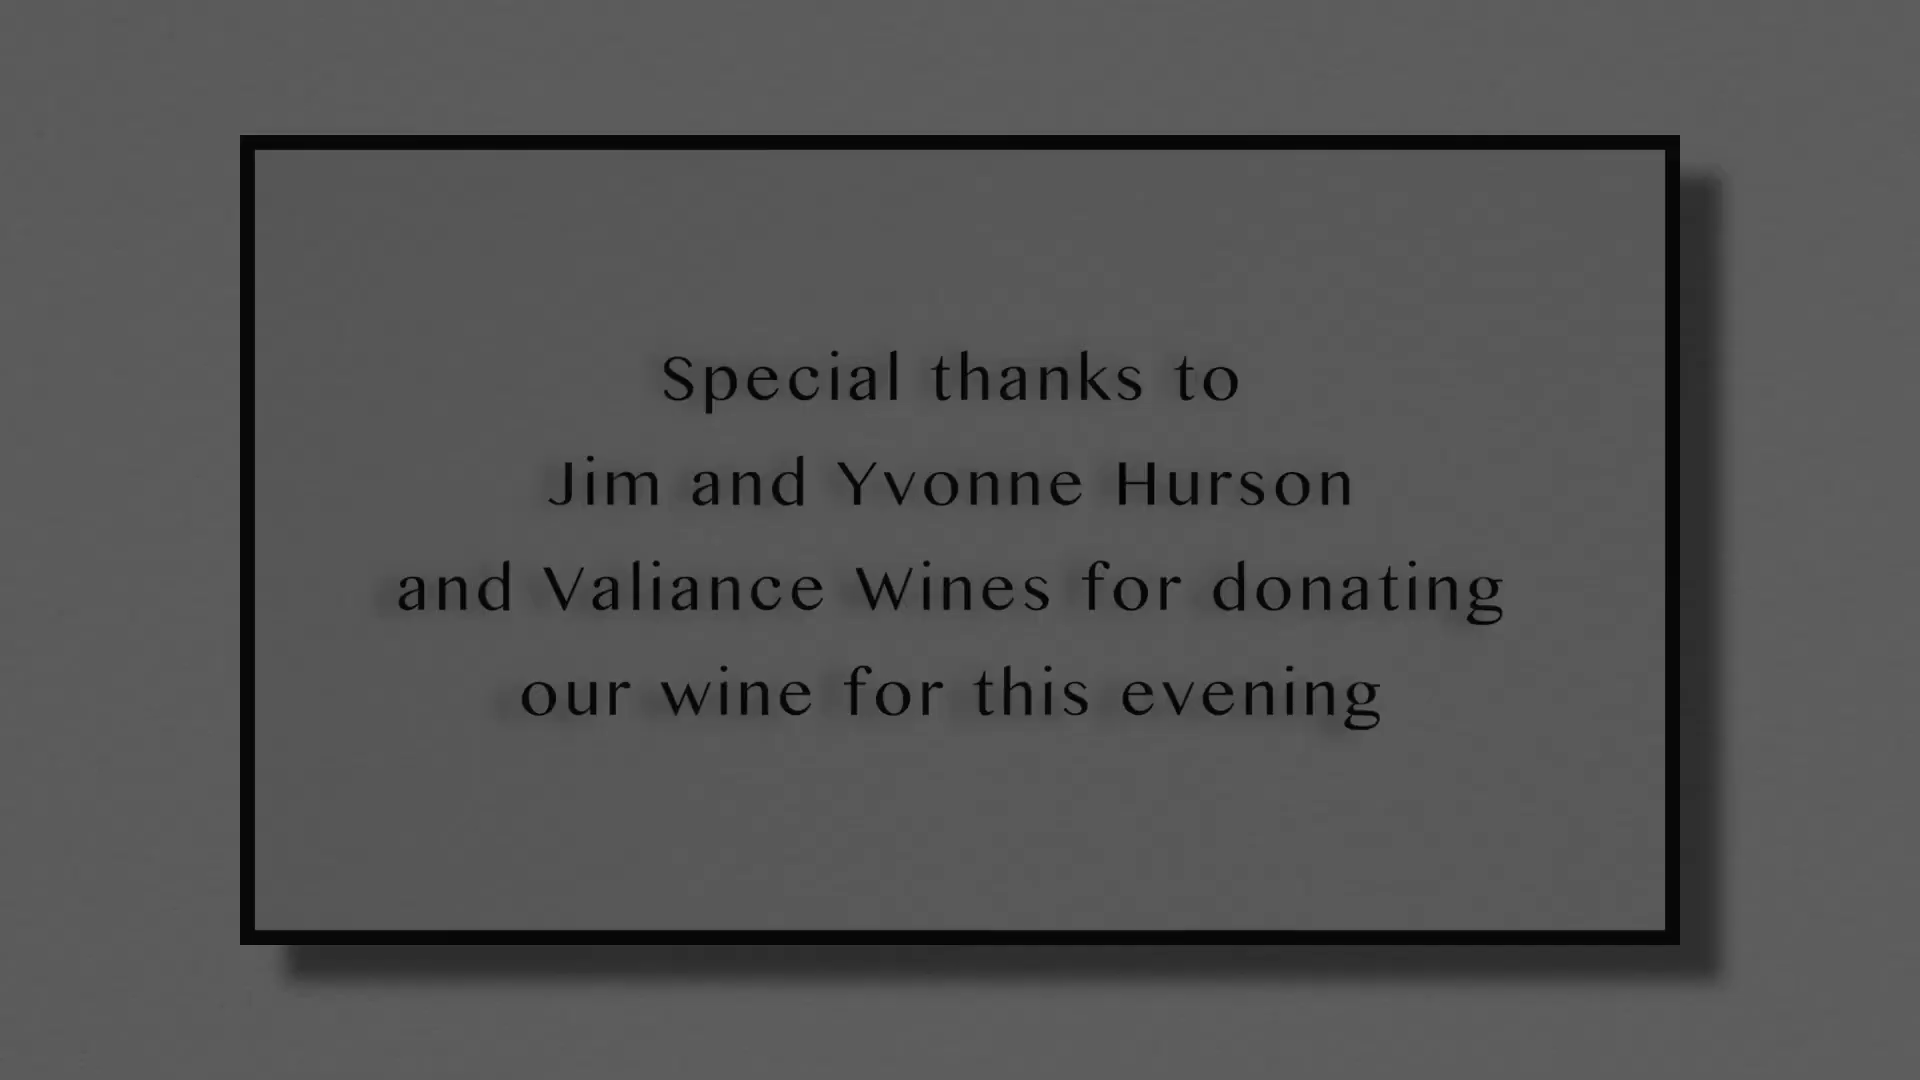 Special thanks to
Jim and Yvonne Hurson
and Valiance Wines for donating
our wine for this evening